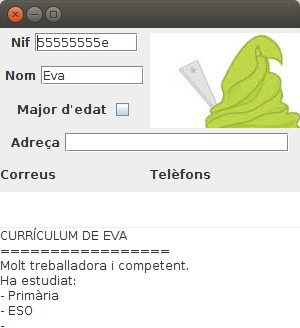 Nif 55555555e
Nom Eva
Major d'edat
Adreça
Correus Telèfons
CURRÍCULUM DE EVA
=================
Molt treballadora i competent.
Ha estudiat:
- Primària
- ESO
-